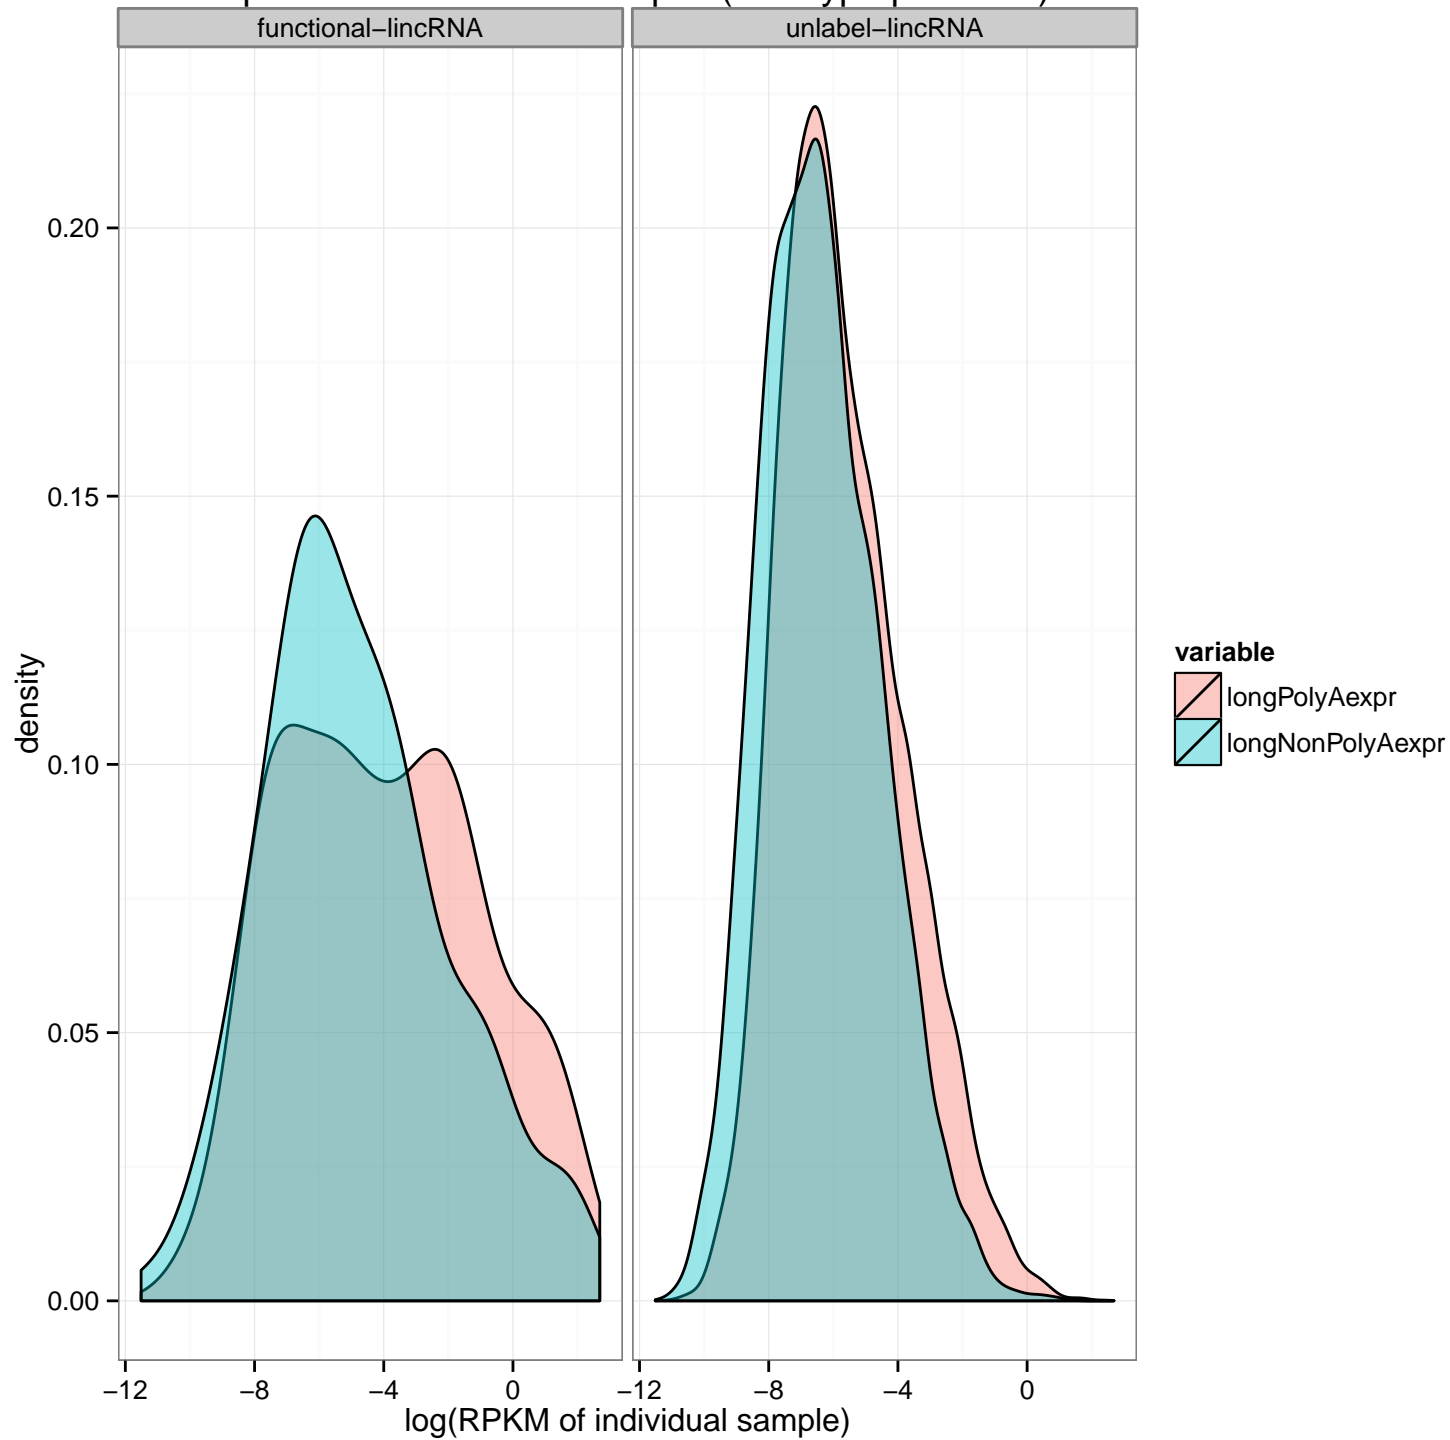 functional−lincRNA
unlabel−lincRNA
density
0.20
0.15
0.10
0.05
0.00
−12
−8
−4
0
−12
−8
−4
0
log(RPKM of individual sample)
variable
longPolyAexpr
longNonPolyAexpr